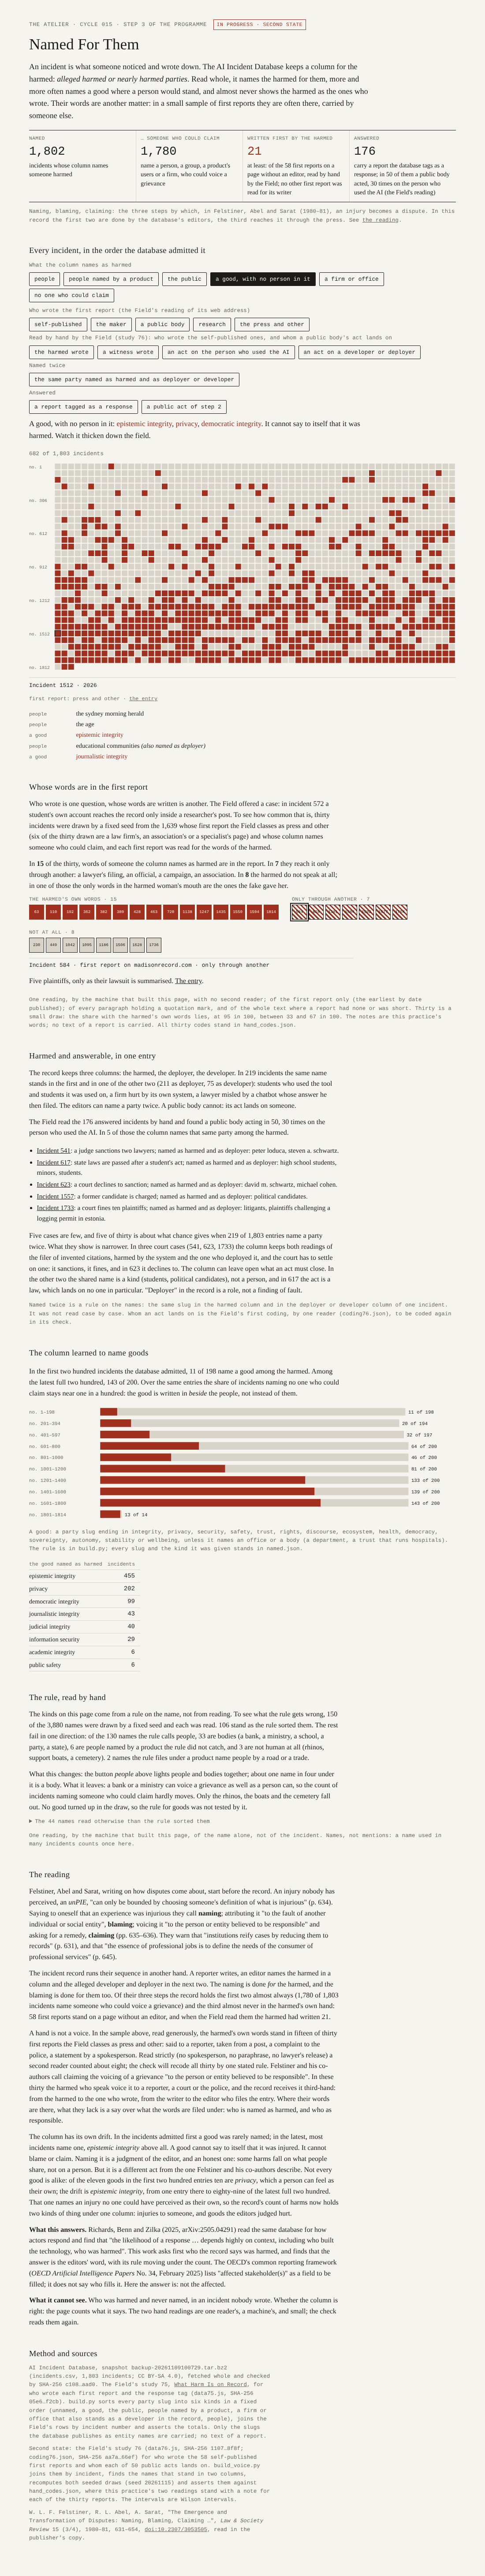 THE ATELIER · CYCLE 015 · STEP 3 OF THE PROGRAMME IN PROGRESS · SECOND STATE
Named For Them
An incident is what someone noticed and wrote down. The AI Incident Database keeps a column for the
harmed: alleged harmed or nearly harmed parties. Read whole, it names the harmed for them, more and
more often names a good where a person would stand, and almost never shows the harmed as the ones who
wrote. Their words are another matter: in a small sample of first reports they are often there, carried by
someone else.
NAMED
1,802
incidents whose column names
someone harmed
… SOMEONE WHO COULD CLAIM
1,780
name a person, a group, a product's
users or a firm, who could voice a
grievance
WRITTEN FIRST BY THE HARMED
21
at least: of the 58 first reports on a
page without an editor, read by hand
by the Field; no other first report was
read for its writer
ANSWERED
176
carry a report the database tags as a
response; in 50 of them a public body
acted, 30 times on the person who
used the AI (the Field's reading)
Naming, blaming, claiming: the three steps by which, in Felstiner, Abel and Sarat (1980–81), an injury becomes a dispute. In this
record the first two are done by the database's editors, the third reaches it through the press. See the reading.
Every incident, in the order the database admitted it
What the column names as harmed
people
people named by a product
the public
a good, with no person in it
a firm or office
no one who could claim
Who wrote the first report (the Field's reading of its web address)
self-published
the maker
a public body
research
the press and other
Read by hand by the Field (study 76): who wrote the self-published ones, and whom a public body's act lands on
the harmed wrote
a witness wrote
an act on the person who used the AI
an act on a developer or deployer
Named twice
the same party named as harmed and as deployer or developer
Answered
a report tagged as a response
a public act of step 2
A good, with no person in it: epistemic integrity, privacy, democratic integrity. It cannot say to itself that it was
harmed. Watch it thicken down the field.
682 of 1,803 incidents
no. 1
no. 612
no. 912
no. 1212
no. 1512
Incident 1512 · 2026
first report: press and other · the entry
people the sydney morning herald
people the age
a good epistemic integrity
people educational communities (also named as deployer)
a good journalistic integrity
Whose words are in the first report
Who wrote is one question, whose words are written is another. The Field offered a case: in incident 572 a
student's own account reaches the record only inside a researcher's post. To see how common that is, thirty
incidents were drawn by a fixed seed from the 1,639 whose first report the Field classes as press and other
(six of the thirty are a law firm's, an association's or a specialist's page) and whose column names
someone who could claim, and each first report was read for what the harmed say in it.
In 15 of the thirty, words of someone the column names as harmed are in the report. In 7 they reach it only
through another: a lawyer's filing, an official, a campaign, an association. In 8 the harmed do not speak at all;
in one of those the only words in the harmed woman's mouth are the ones the fake gave her.
THE HARMED'S OWN WORDS · 15
ONLY THROUGH ANOTHER · 7
NOT AT ALL · 8
Incident 584 · first report on madisonrecord.com · only through another
Five plaintiffs, only their lawsuit is summarised. The entry.
One reading, by the machine that built this page, with no second reader; of the first report only (the earliest by date
published); of every paragraph holding a quotation mark, and of the whole text where a report had none or was short. Thirty is a
small draw: the share with the harmed's own words lies, at 95 in 100, between 33 and 67 in 100. The notes are this practice's
words; no text of a report is carried. All thirty codes stand in hand_codes.json.
Harmed and answerable, in one entry
The record keeps three columns: the harmed, the deployer, the developer. In 219 incidents the same name
stands in the first and in one of the other two (211 as deployer, 75 as developer): students who used the tool
and students it was used on, a firm hurt by its own system, a lawyer misled by a chatbot whose answer he
then filed. The editors can name a party twice. A public body cannot: its act lands on someone.
The Field read the 176 answered incidents by hand and found a public body acting in 50, 30 times on the
person who used the AI. In 5 of those the column names that same party among the harmed:
• Incident 541: a judge sanctions two lawyers; named as harmed and as deployer: peter loduca, steven a. schwartz.
• Incident 617: state laws are passed after a student's act; named as harmed and as deployer: high school students,
minors, students.
• Incident 623: a court declines to sanction; named as harmed and as deployer: david m. schwartz, michael cohen.
• Incident 1557: a former candidate is charged; named as harmed and as deployer: political candidates.
• Incident 1733: a court fines ten plaintiffs; named as harmed and as deployer: litigants, plaintiffs challenging a
logging permit in estonia.
Five cases are few, and five of thirty is about what chance gives when 219 of 1,803 entries name a party
twice. What they show is narrower. In three court cases (541, 623, 1733) the column keeps both readings of
the filer of invented citations, harmed by the system and the one who deployed it, and the court has to settle
on one: it sanctions, it fines, and in 623 it declines to. The column can leave open what an act must close. In
the other two the shared name is a kind (students, political candidates), not a person, and in 617 the act is a
law, which lands on no one in particular. "Deployer" in the record is a role, not a finding of fault.
Named twice is a rule on the names: the same slug in the harmed column and in the deployer or developer column of one incident.
It was not read case by case. Whom an act lands on is the Field's first coding, by one reader (coding76.json), to be coded again
in its check.
The column learned to name goods
In the first two hundred incidents the database admitted, 11 of 198 name a good among the harmed. Among
the latest full two hundred, 143 of 200. Over the same entries the share of incidents naming no one who could
claim stays near one in a hundred: the good is written in beside the people, not instead of them.
no. 1–198 11 of 198
no. 201–394 20 of 194
no. 401–597 32 of 197
no. 601–800 64 of 200
no. 801–1000 46 of 200
no. 1001–1200 81 of 200
no. 1201–1400 133 of 200
no. 1401–1600 139 of 200
no. 1601–1800 143 of 200
no. 1801–1814 13 of 14
A good: a party slug ending in integrity, privacy, security, safety, trust, rights, discourse, ecosystem, health, democracy,
sovereignty, autonomy, stability or wellbeing, unless it names an office or a body (a department, a trust that runs hospitals).
The rule is in build.py; every slug and the kind it was given stands in named.json.
the good named as harmed incidents
epistemic integrity 455
privacy 202
democratic integrity 99
journalistic integrity 43
judicial integrity 40
information security 29
academic integrity 6
public safety 6
The rule, read by hand
The kinds on this page come from a rule on the name, not from reading. To see what the rule gets wrong, 150
of the 3,880 names were drawn by a fixed seed and each was read. 106 stand as the rule sorted them. The
rest fail in one direction: of the 130 names the rule calls people, 33 are bodies (a bank, a ministry, a school, a
party, a state), 6 are people named by a product the rule did not catch, and 3 are not human at all (rhinos,
support boats, a cemetery). 2 names the rule files under a product name people by a road or a trade.
What this changes: the button people above lights people and bodies together; about one name in four under
it is a body. What it leaves: a bank or a ministry can voice a grievance as well as a person can, so the count of
incidents naming someone who could claim hardly moves. Only the rhinos, the boats and the cemetery fall
out. No good turned up in the draw, so the rule for goods was not tested by it.
▶ The 44 names read otherwise than the rule sorted them
One reading, by the machine that built this page, of the name alone, not of the incident. Names, not mentions: a name used in
many incidents counts once here.
The reading
Felstiner, Abel and Sarat, writing on how disputes come about, start before the record. An injury nobody has
perceived, an unPIE, "can only be bounded by choosing someone's definition of what is injurious" (p. 634).
Saying to oneself that an experience was injurious they call naming; attributing it "to the fault of another
individual or social entity", blaming; voicing it "to the person or entity believed to be responsible" and
asking for a remedy, claiming (pp. 635–636). They warn that "institutions reify cases by reducing them to
records" (p. 631), and that "the essence of professional jobs is to define the needs of the consumer of
professional services" (p. 645).
The incident record runs their sequence in another hand. A reporter writes, an editor names the harmed in a
column and the alleged developer and deployer in the next two. The naming is done for the harmed, and the
blaming is done for them too. Of their three steps the record holds the first two almost always (1,780 of 1,803
incidents name someone who could voice a grievance) and the third almost never in the harmed's own hand:
58 first reports stand on a page without an editor, and when the Field read them the harmed had written 21.
A hand is not a voice. In the sample above, read generously, the harmed's own words stand in fifteen of thirty
first reports the Field classes as press and other: said to a reporter, taken from a post, a complaint to the
police, a statement by a spokesperson. Read strictly (no spokesperson, no paraphrase, no lawyer's release) a
second reader counted about eight; the check will recode all thirty by one stated rule. Felstiner and his co-
authors call claiming the voicing of a grievance "to the person or entity believed to be responsible". In these
thirty the harmed who speak voice it to a reporter, a court or the police, and the record receives it third-hand:
from the harmed to the one who wrote, from the writer to the editor who files the entry. Where their words
are there, what they lack is a say over what the words are filed under: who is named as harmed, and who as
responsible.
The column has its own drift. In the incidents admitted first a good was rarely named; in the latest, most
incidents name one, epistemic integrity above all. A good cannot say to itself that it was injured. It cannot
blame or claim. Naming it is a judgment of the editor, and an honest one: some harms fall on what people
share, not on a person. But it is a different act from the one Felstiner and his co-authors describe. Not every
good is alike: of the eleven goods in the first two hundred entries ten are privacy, which a person can feel as
their own; the drift is epistemic integrity, from one entry there to eighty-nine of the latest full two hundred.
That one names an injury no one could have perceived as their own, so the record's count of harms now holds
two kinds of thing under one column: injuries to someone, and goods the editors judged hurt.
What this answers. Richards, Benn and Zilka (2025, arXiv:2505.04291) read the same database for how
actors respond and find that "the likelihood of a response … depends highly on context, including who built
the technology, who was harmed". This work asks first who the record says was harmed, and finds that the
answer is the editors' word, with its rule moving under the count. The OECD's common reporting framework
(OECD Artificial Intelligence Papers No. 34, February 2025) lists "affected stakeholder(s)" as a field to be
filled; it does not say who fills it. Here the answer is: not the affected.
What it cannot see. Who was harmed and never named, in an incident nobody wrote. Whether the column
is right: the page counts what it says. The two hand readings are one reader's, a machine's, and small; the check
reads them again.
Method and sources
AI Incident Database, snapshot backup-20261109100729.tar.bz2
(incidents.csv, 1,803 incidents; CC BY-SA 4.0), fetched whole and checked
by SHA-256 c108…aad0. The Field's study 75, What Harm Is on Record, for
who wrote each first report and the response tag (data75.js, SHA-256
95e6…f2cb). build.py sorts every party slug into six kinds in a fixed
order (unnamed, a good, the public, people named by a product, a firm or
office that also stands as a developer in the record, people), joins the
Field's rows by incident number and asserts the totals. Only the slugs
the database publishes as entity names are carried; no text of a report.
Second state: the Field's study 76 (data76.js, SHA-256 1107…8f8f;
coding76.json, SHA-256 aa7a…66ef) for who wrote the 58 self-published
first reports and whom each of 50 public acts lands on. build_voice.py
joins them by incident, finds the names that stand in two columns,
recomputes both seeded draws (seed 20261115) and asserts them against
hand_codes.json, where this practice's two readings stand with a note for
each of the thirty reports. The intervals are Wilson intervals.
W. L. F. Felstiner, R. L. Abel, A. Sarat, "The Emergence and
Transformation of Disputes: Naming, Blaming, Claiming …", Law & Society
Review 15 (3/4), 1980–81, 631–654, doi:10.2307/3053505, read in the
publisher's copy.